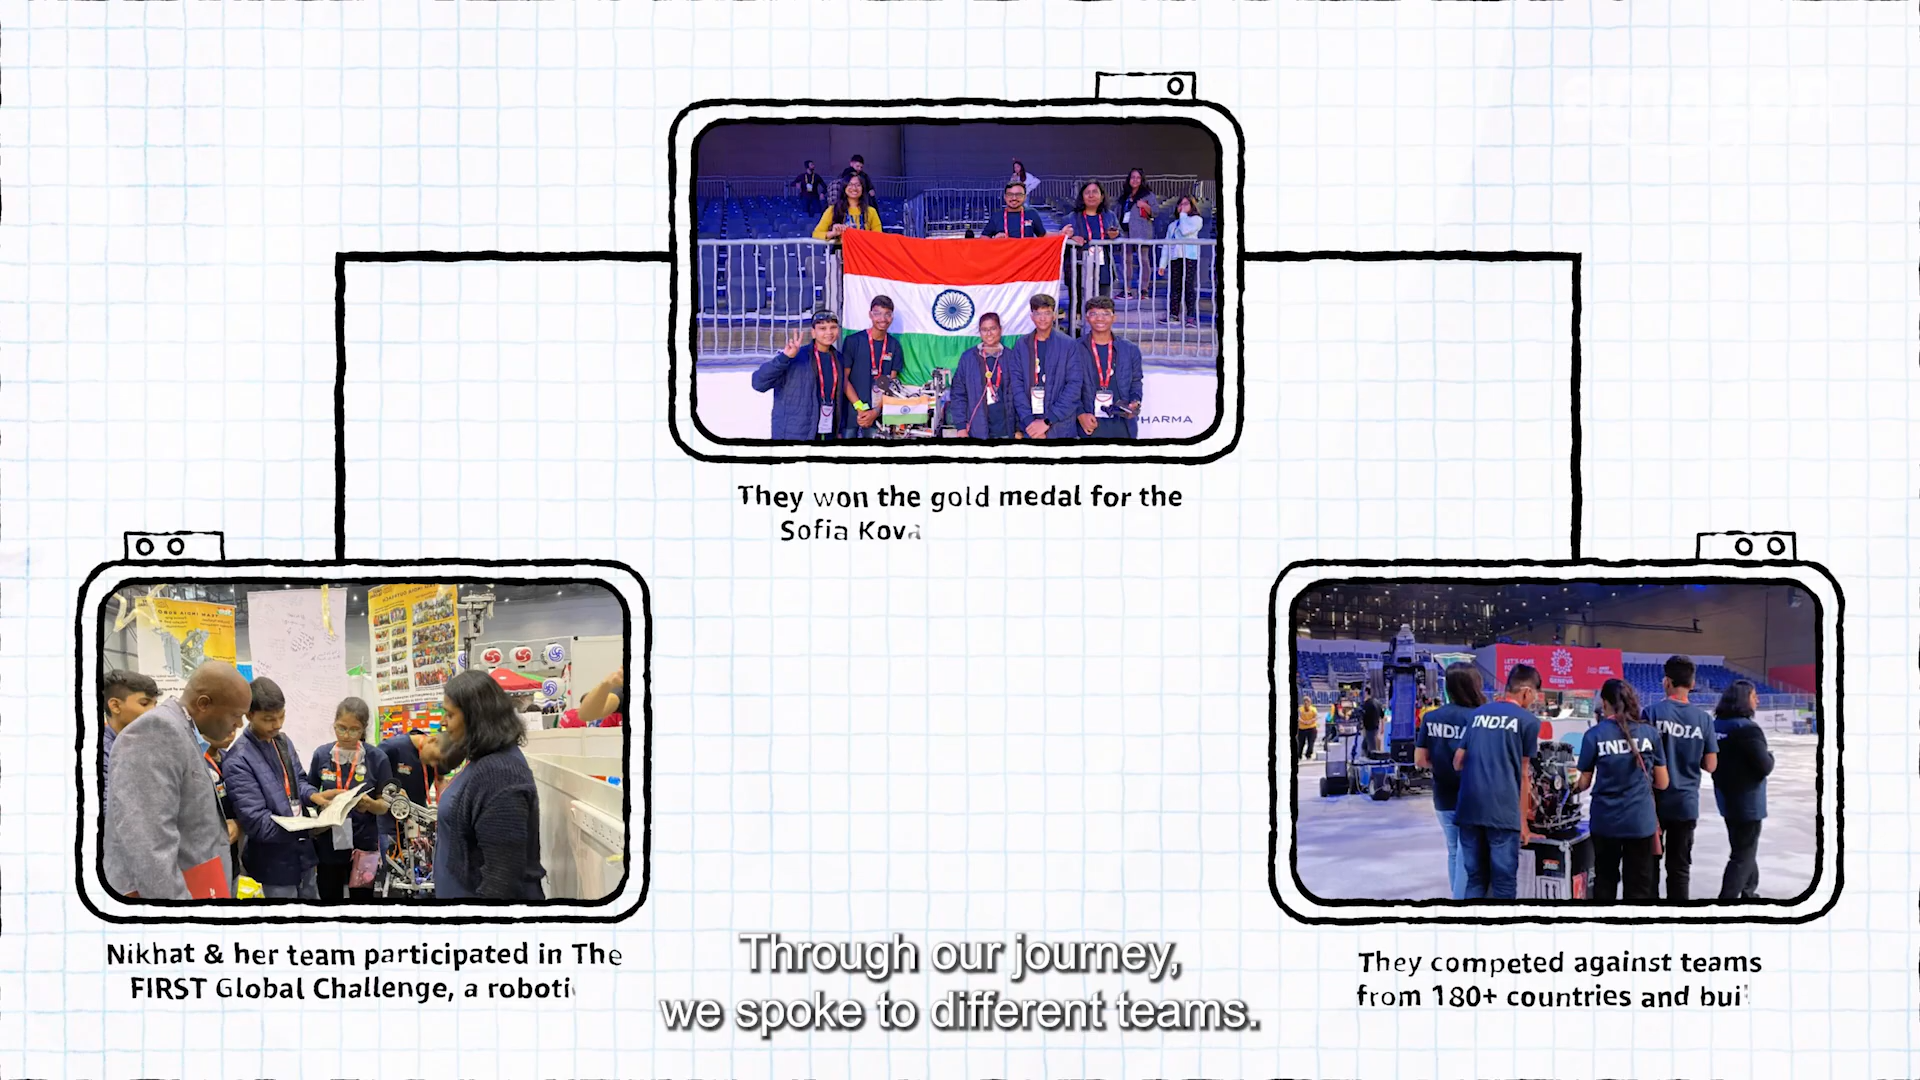 PHARMA
They won the gold medal for the
Sofia Kova
INDIA
INDIA
INDIA
INDIA
GENEVA
Nikhat & her team participated in The
FIRST Global Challenge, a roboti
They competed against teams
from 180+ countries and bui
Through our journey,
we spoke to different teams.